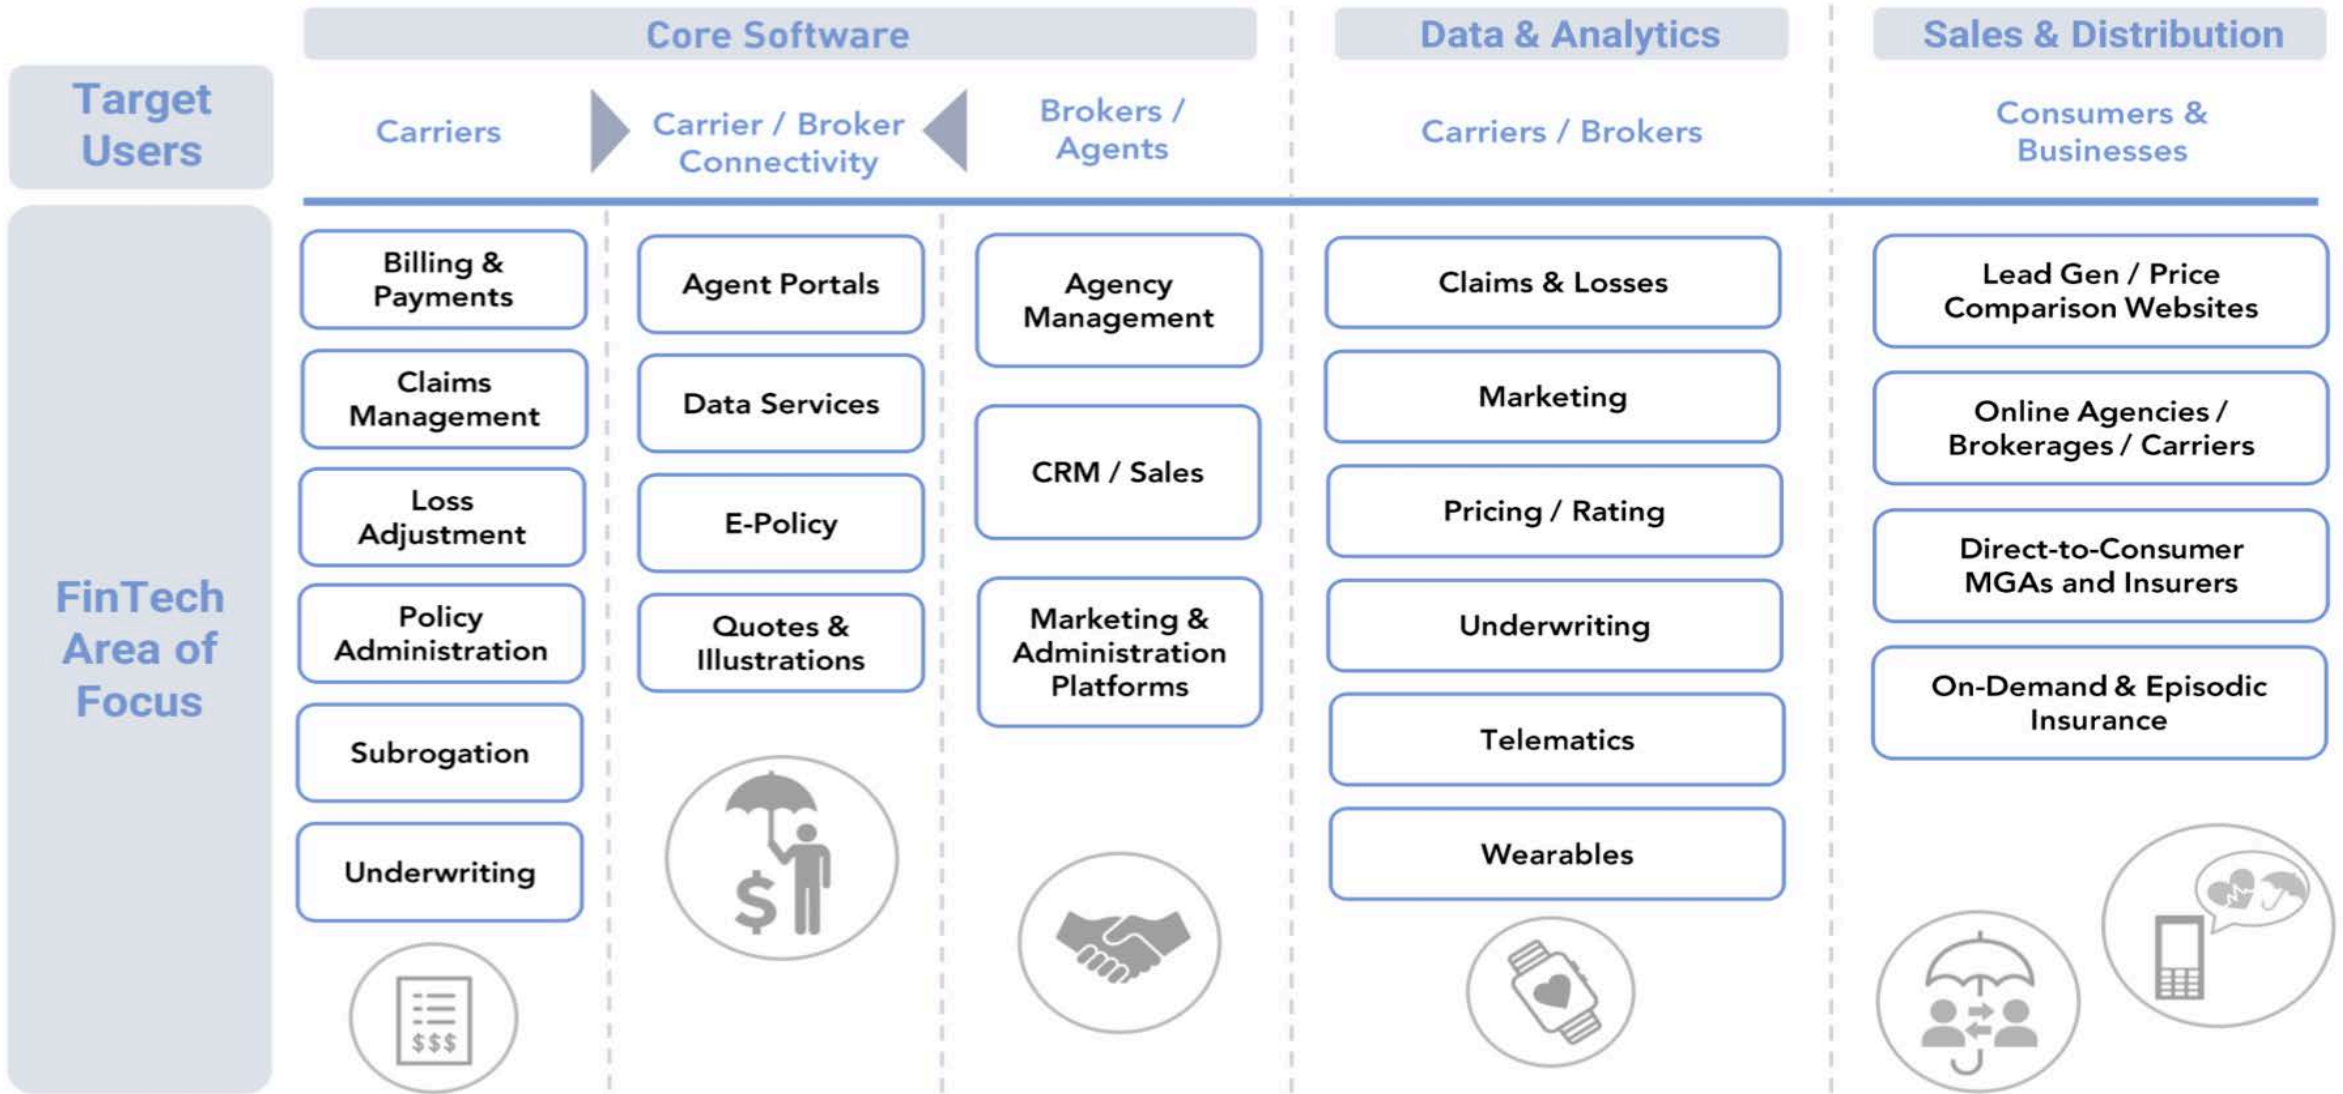 Core Software
Data & Analytics
Sales & Distribution
Target
Users
Carriers
Carrier / Broker
Connectivity
Brokers /
Agents
Carriers / Brokers
Consumers &
Businesses
FinTech
Area of
Focus
Billing &
Payments
Claims
Management
Loss
Adjustment
Policy
Administration
Subrogation
Underwriting
$$$
Agent Portals
Data Services
E-Policy
Quotes &
Illustrations
$
Agency
Management
CRM / Sales
Marketing &
Administration
Platforms
Claims & Losses
Marketing
Pricing / Rating
Underwriting
Telematics
Wearables
Lead Gen / Price
Comparison Websites
Online Agencies /
Brokerages / Carriers
Direct-to-Consumer
MGAs and Insurers
On-Demand & Episodic
Insurance